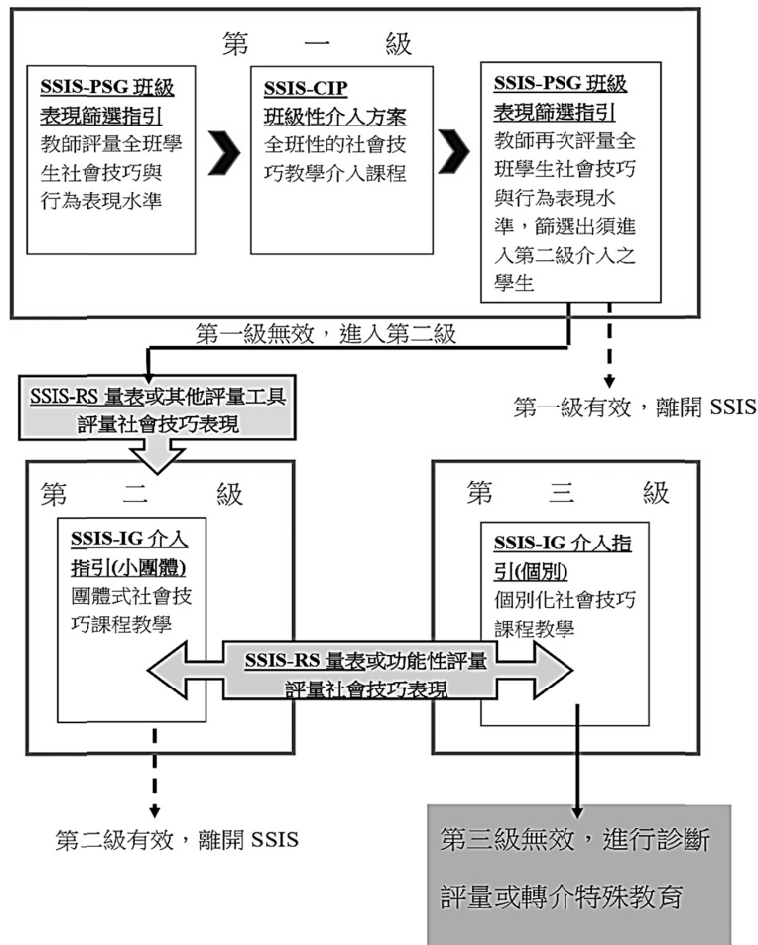 第一級
SSIS-PSG 班級
表現篩選指引
教師評量全班學
生社會技巧與
行為表現水準
SSIS-CIP
班級性介入方案
全班性的社會技
巧教學介入課程
SSIS-PSG 班級
表現篩選指引
教師再次評量全
班學生社會技巧
與行為表現水
準，篩選出須進
入第二級介入之
學生
第一級無效，進入第二級
第一級有效，離開 SSIS
SSIS-RS 量表或其他評量工具
評量社會技巧表現
第二級
SSIS-IG 介入
指引(小團體)
團體式社會技
巧課程教學
第三級
SSIS-IG 介入指
引(個別)
個別化社會技巧
課程教學
SSIS-RS 量表或功能性評量
評量社會技巧表現
第二級有效，離開 SSIS
第三級無效，進行診斷
評量或轉介特殊教育